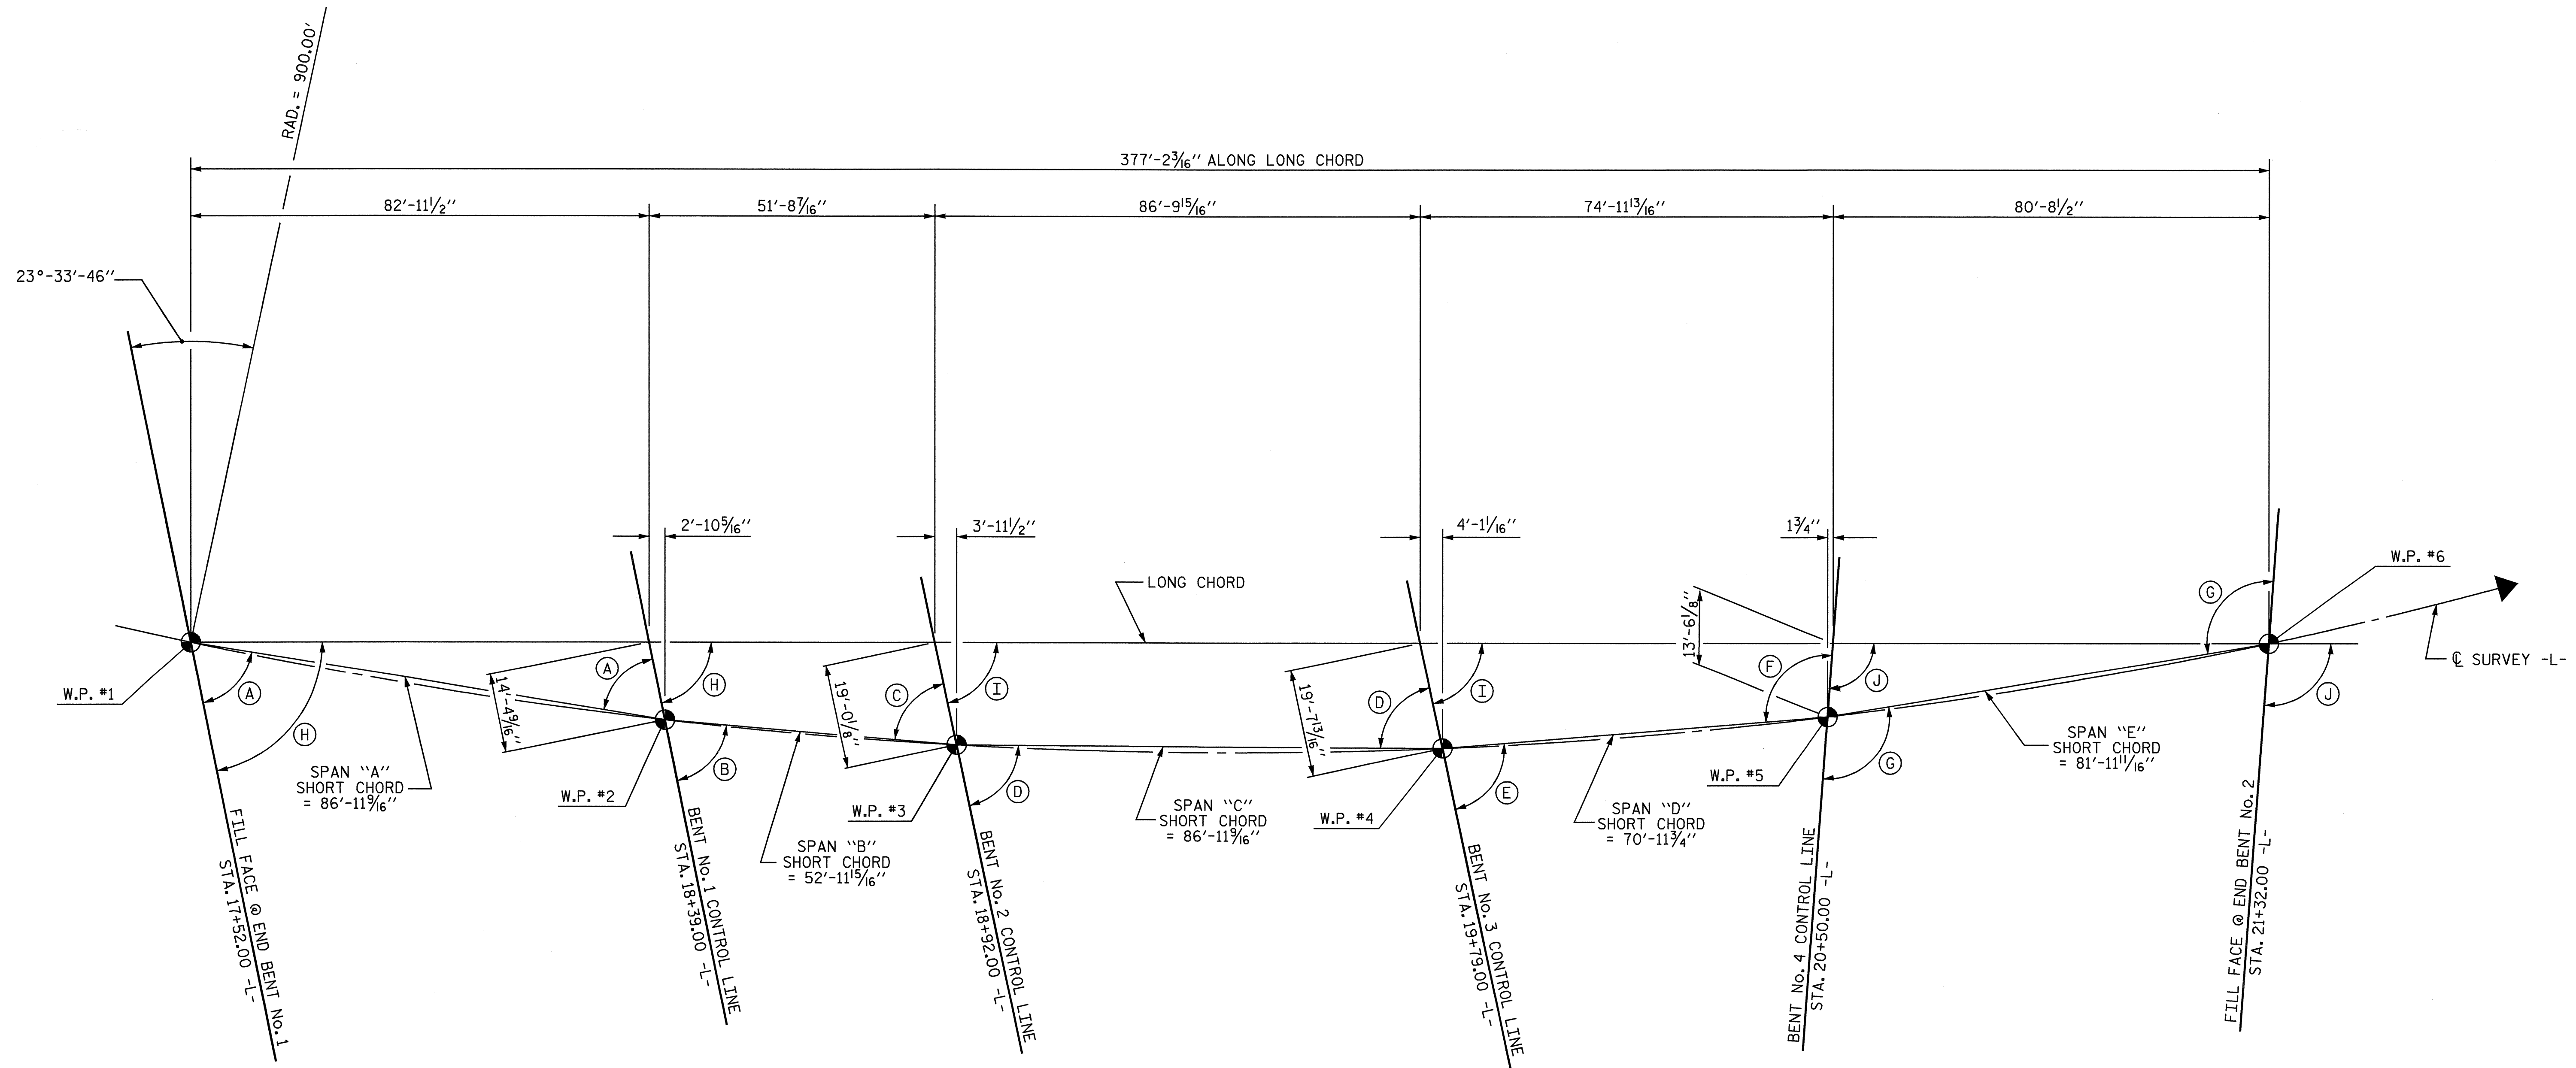 RAD. = 900.00'
377'-2 3/16" ALONG LONG CHORD
82'-11 1/2"
51'-8 7/16"
86'-9 15/16"
74'-11 13/16"
80'-8 1/2"
23°-33'-46"
2'-10 5/16"
3'-11 1/2"
4'-1 1/16"
1 3/4"
LONG CHORD
W.P. #6
13'-6 1/8"
G
J
F
A
H
I
C
I
D
14'-4 9/16"
19'-0 1/8"
19'-7 13/16"
A
H
W.P. #1
B
D
E
G
J
℄ SURVEY -L-
SPAN "A"
SHORT CHORD
= 86'-11 9/16"
W.P. #2
SPAN "B"
SHORT CHORD
= 52'-11 15/16"
W.P. #3
SPAN "C"
SHORT CHORD
= 86'-11 9/16"
W.P. #4
SPAN "D"
SHORT CHORD
= 70'-11 3/4"
W.P. #5
SPAN "E"
SHORT CHORD
= 81'-11 11/16"
FILL FACE @ END BENT No. 1
STA. 17+52.00 -L-
BENT No. 1 CONTROL LINE
STA. 18+39.00 -L-
BENT No. 2 CONTROL LINE
STA. 18+92.00 -L-
BENT No. 3 CONTROL LINE
STA. 19+79.00 -L-
BENT No. 4 CONTROL LINE
STA. 20+50.00 -L-
FILL FACE @ END BENT No. 2
STA. 21+32.00 -L-